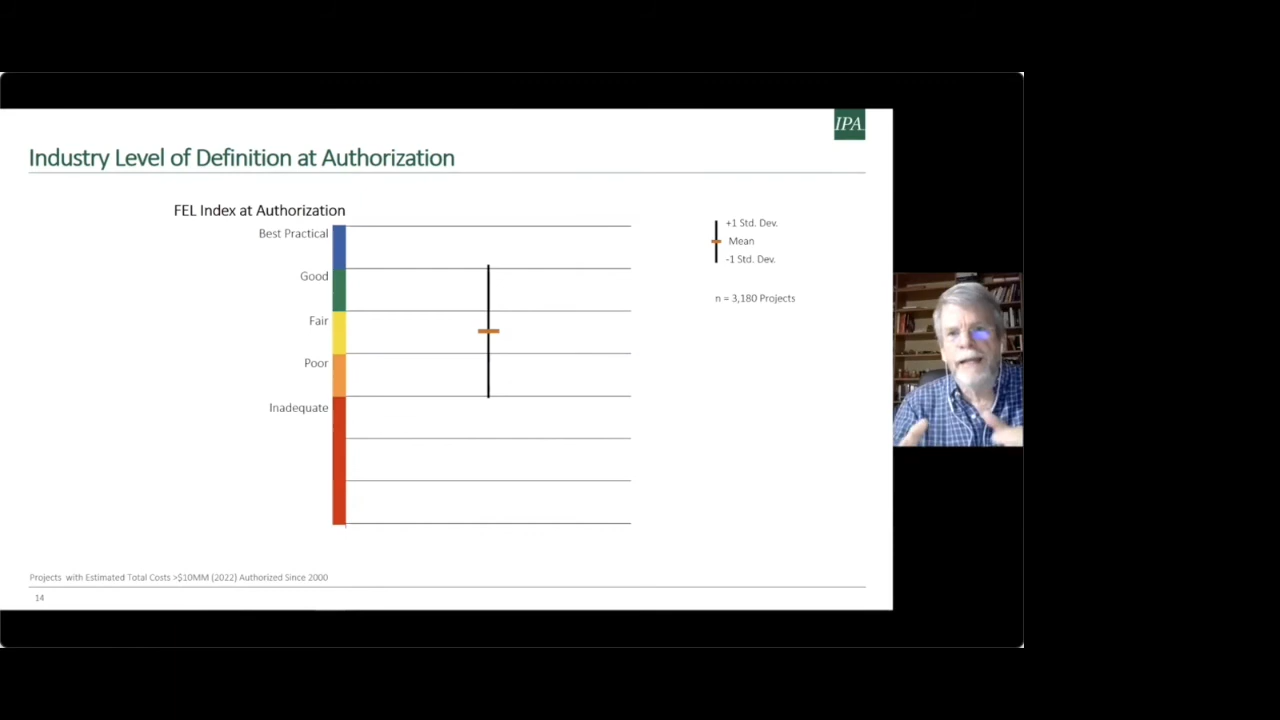 IPA
Industry Level of Definition at Authorization
FEL Index at Authorization
Best Practical
Good
Fair
Poor
Inadequate
+1 Std. Dev.
Mean
-1 Std. Dev.
n = 3,180 Projects
Projects with Estimated Total Costs >$10MM (2022) Authorized Since 2000
14